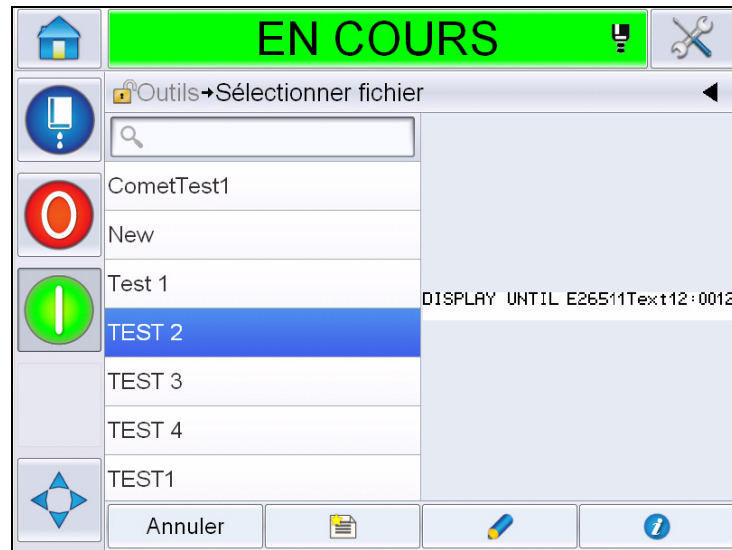 EN COURS
Outils→Sélectionner fichier
CometTest1
New
Test 1
TEST 2
TEST 3
TEST 4
TEST1
DISPLAY UNTIL E26511Text12:0012
Annuler